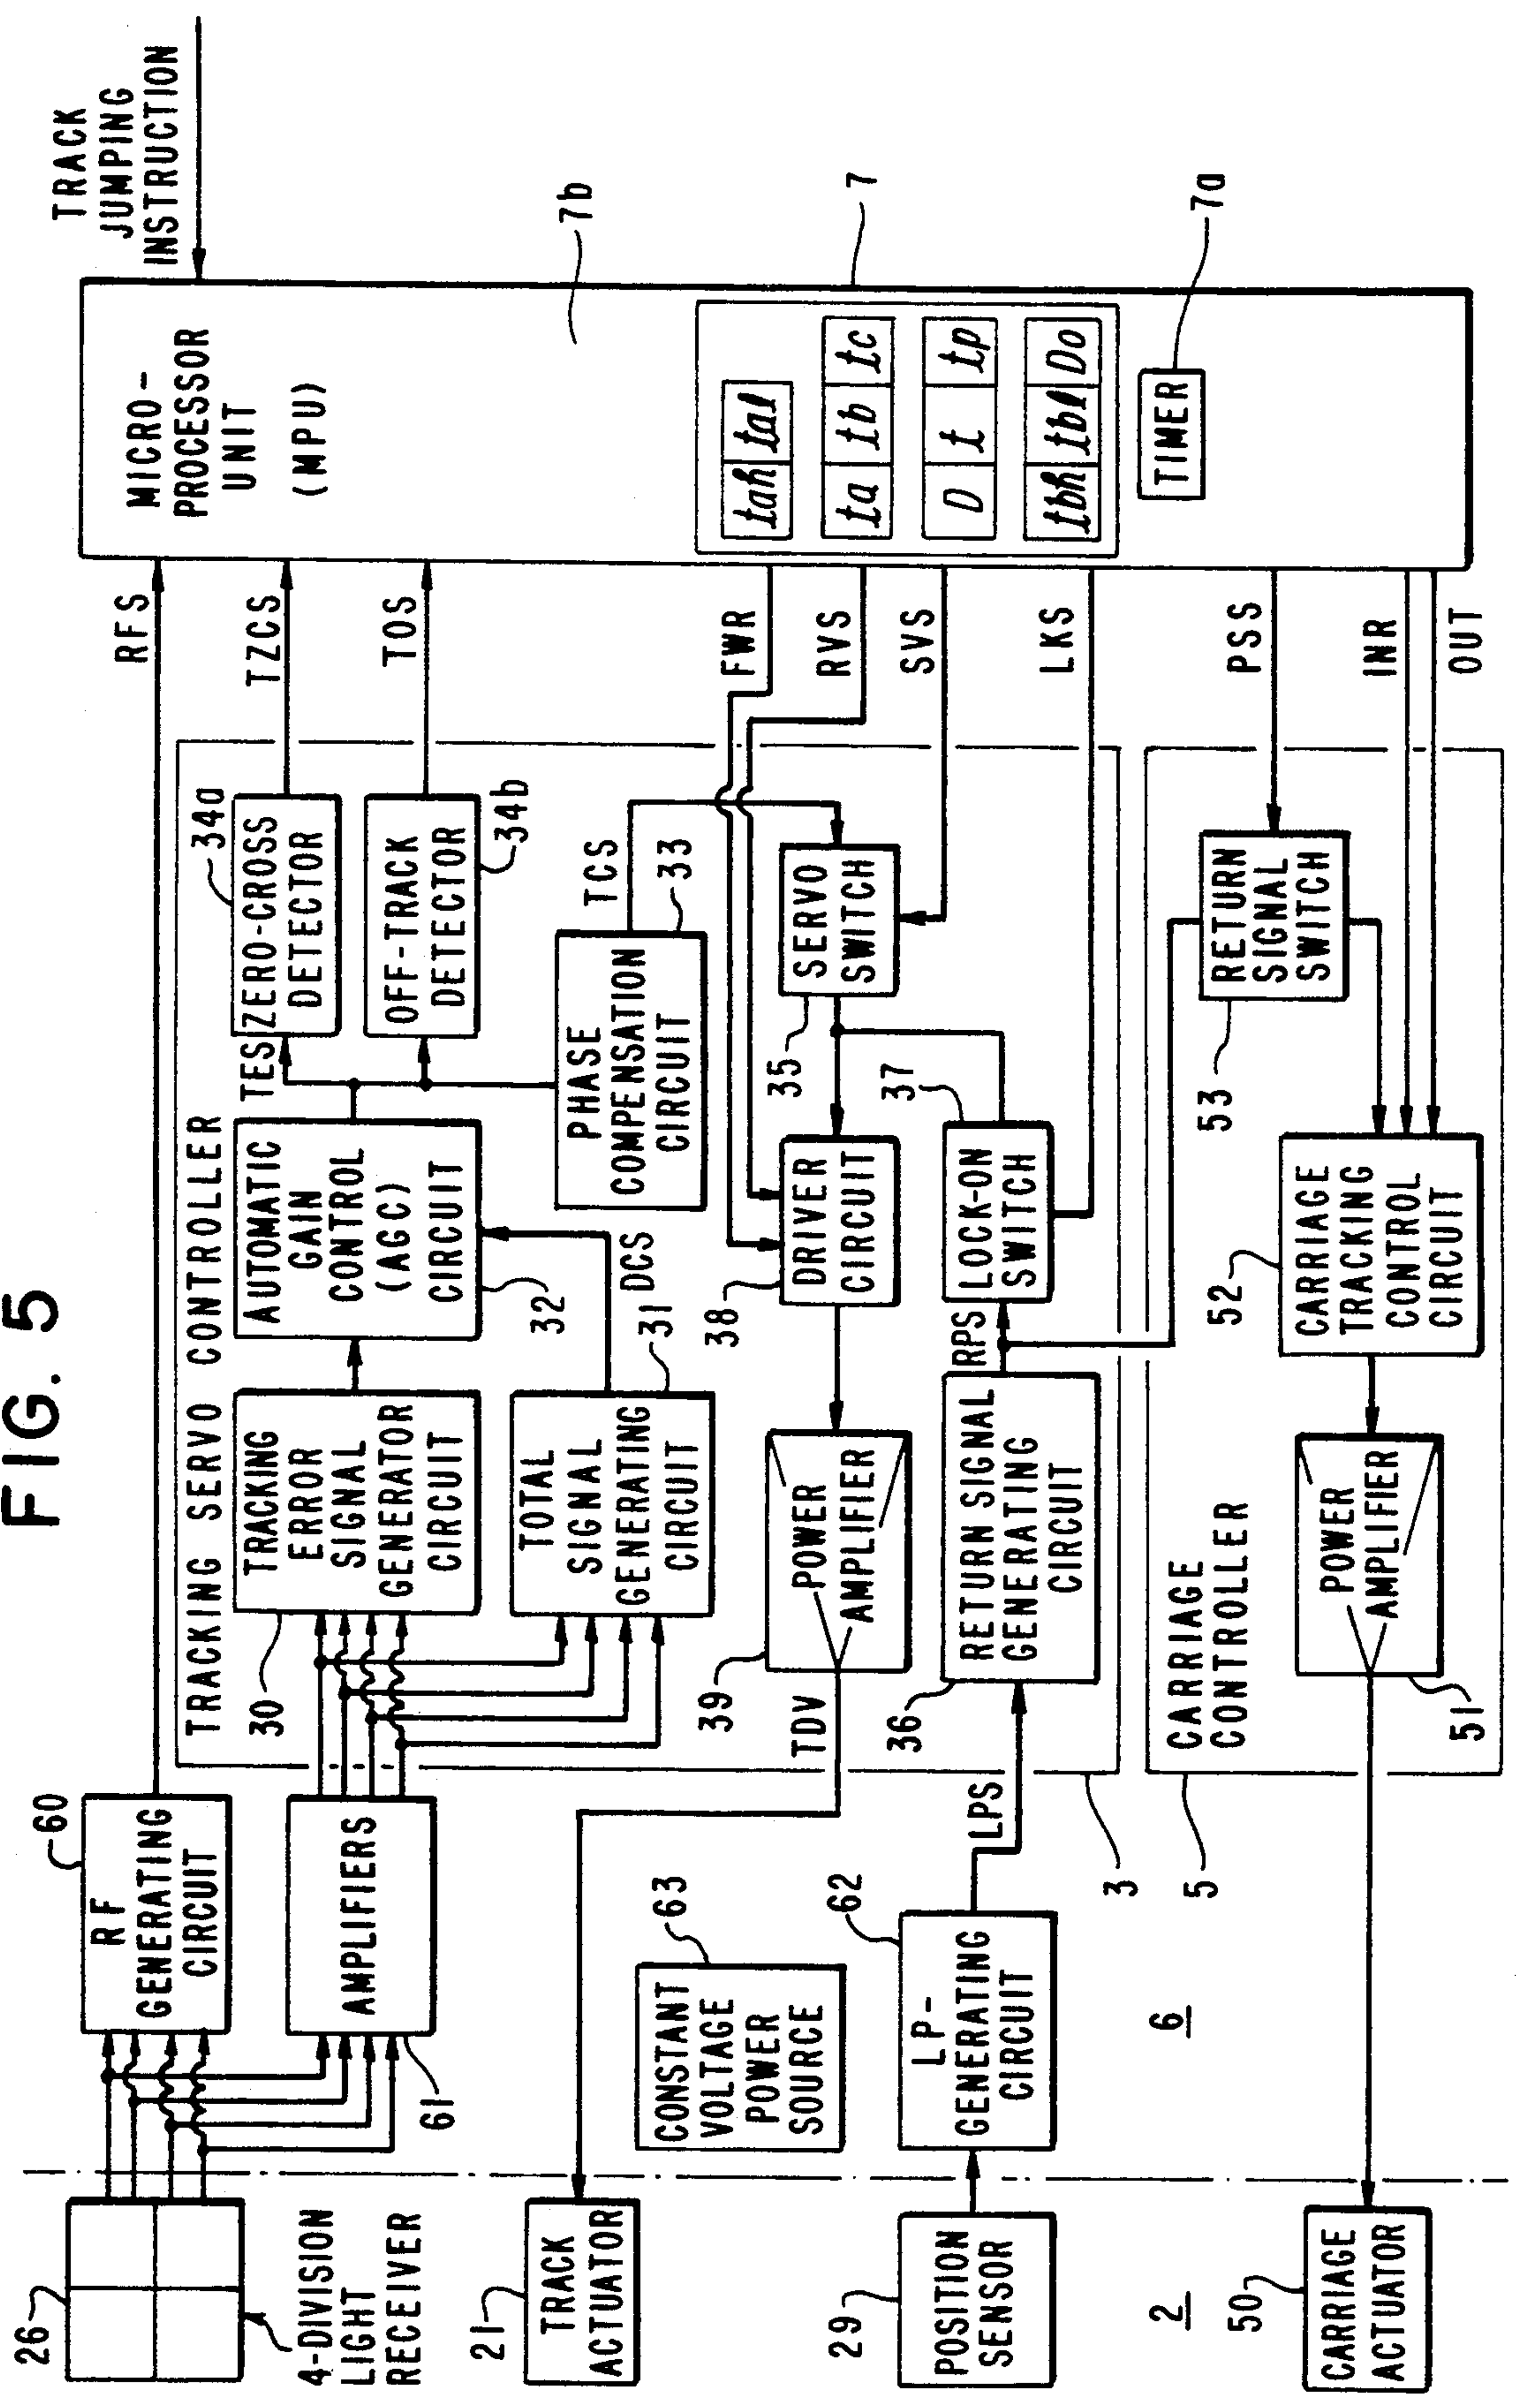 FIG. 5
TRACK
JUMPING
INSTRUCTION
MICRO-
PROCESSOR
UNIT
(MPU)
7b
7
7a
tah tal
ta tb tc
D t tp
tbh tbl Do
TIMER
RFS
TZCS
TOS
FWR
RVS
SVS
LKS
PSS
INR
OUT
TRACKING SERVO CONTROLLER
34a
ZERO-CROSS
DETECTOR
OFF-TRACK
DETECTOR
34b
TES
TCS
33
PHASE
COMPENSATION
CIRCUIT
AUTOMATIC
GAIN
CONTROL
(AGC)
CIRCUIT
32
DCS
31
TRACKING
ERROR
SIGNAL
GENERATOR
CIRCUIT
30
TOTAL
SIGNAL
GENERATING
CIRCUIT
SERVO
SWITCH
35
37
DRIVER
CIRCUIT
38
LOCK-ON
SWITCH
RPS
POWER
AMPLIFIER
39
TDV
RETURN SIGNAL
GENERATING
CIRCUIT
36
LPS
3
RETURN
SIGNAL
SWITCH
53
CARRIAGE
TRACKING
CONTROL
CIRCUIT
52
POWER
AMPLIFIER
51
CARRIAGE
CONTROLLER
5
60
RF
GENERATING
CIRCUIT
AMPLIFIERS
61
63
CONSTANT
VOLTAGE
POWER
SOURCE
62
LP-
GENERATING
CIRCUIT
6
26
4-DIVISION
LIGHT
RECEIVER
21
TRACK
ACTUATOR
29
POSITION
SENSOR
2
50
CARRIAGE
ACTUATOR